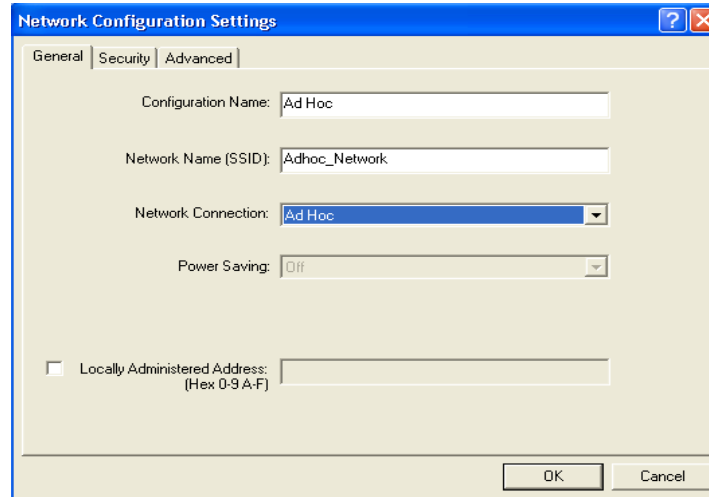 Network Configuration Settings
General Security Advanced
Configuration Name: Ad Hoc
Network Name (SSID): Adhoc_Network
Network Connection: Ad Hoc
Power Saving: Off
Locally Administered Address:
(Hex 0-9 A-F)
OK Cancel